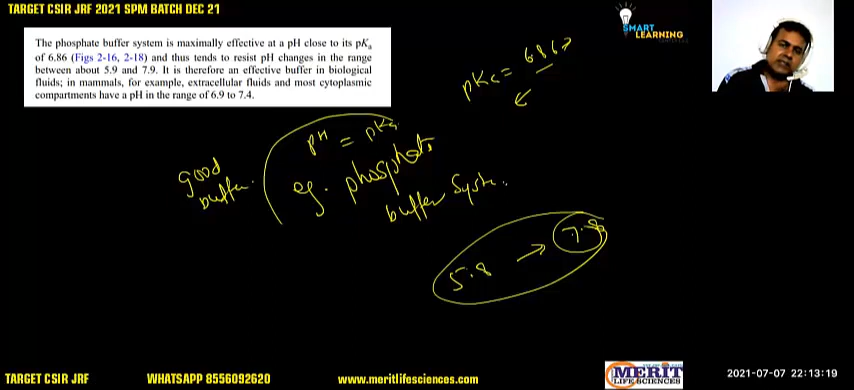 TARGET CSIR JRF 2021 SPM BATCH DEC 21
SMART
LEARNING
The phosphate buffer system is maximally effective at a pH close to its pKa
of 6.86 (Figs 2-16, 2-18) and thus tends to resist pH changes in the range
between about 5.9 and 7.9. It is therefore an effective buffer in biological
fluids; in mammals, for example, extracellular fluids and most cytoplasmic
compartments have a pH in the range of 6.9 to 7.4.
pH = pKa
good
buffer
eg. phosphate
buffer
5.8 → 7.8
TARGET CSIR JRF
WHATSAPP 8556092620
www.meritlifesciences.com
MERIT
LIFE SCIENCES
2021-07-07 22:13:19